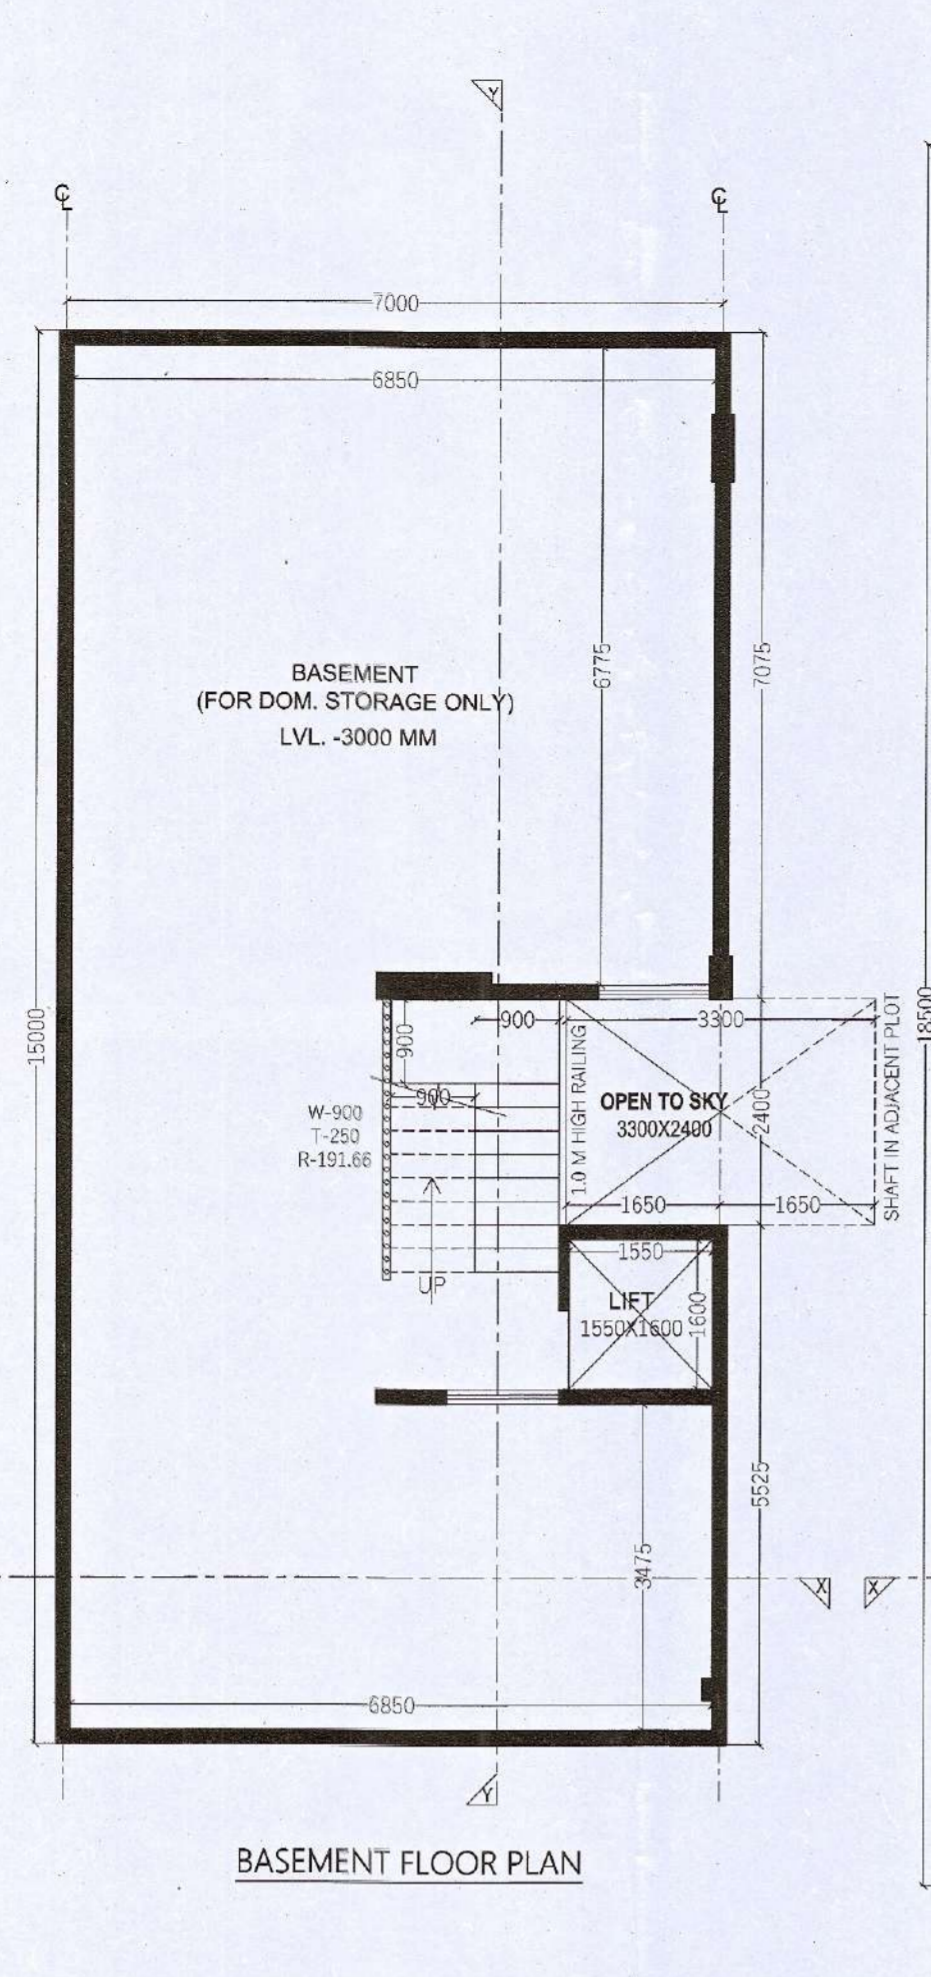 Y
℄
℄
7000
6850
6775
7075
BASEMENT
(FOR DOM. STORAGE ONLY)
LVL. -3000 MM
15000
18500
900
3300
900
900
1.0 M HIGH RAILING
OPEN TO SKY
3300X2400
2400
SHAFT IN ADJACENT PLOT
W-900
T-250
R-191.66
1650
1650
UP
1550
LIFT
1550X1600
1600
5525
3475
X
X
6850
Y
BASEMENT FLOOR PLAN